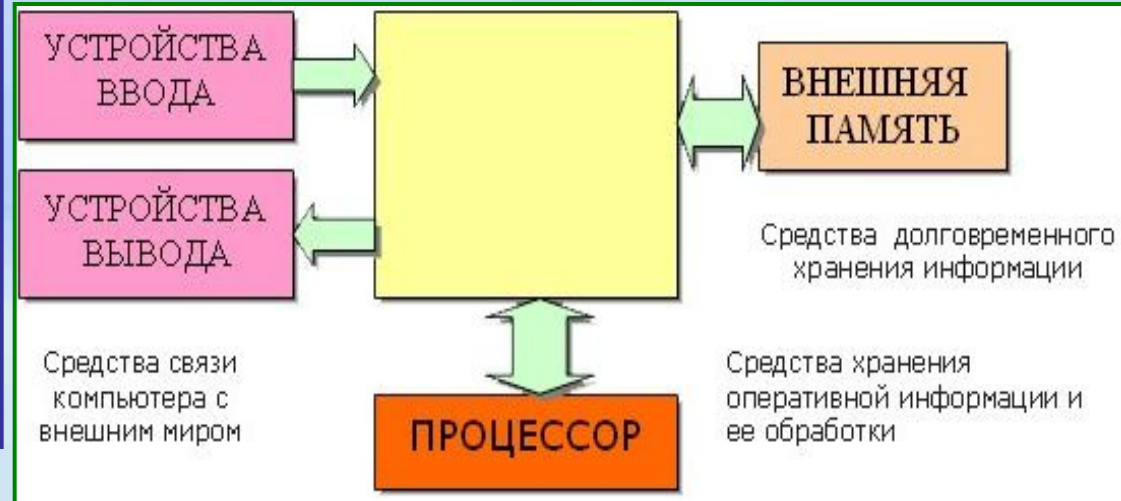 УСТРОЙСТВА
ВВОДА
ВНЕШНЯЯ
ПАМЯТЬ
УСТРОЙСТВА
ВЫВОДА
Средства долговременного
хранения информации
Средства связи
компьютера с
внешним миром
ПРОЦЕССОР
Средства хранения
оперативной информации и
ее обработки